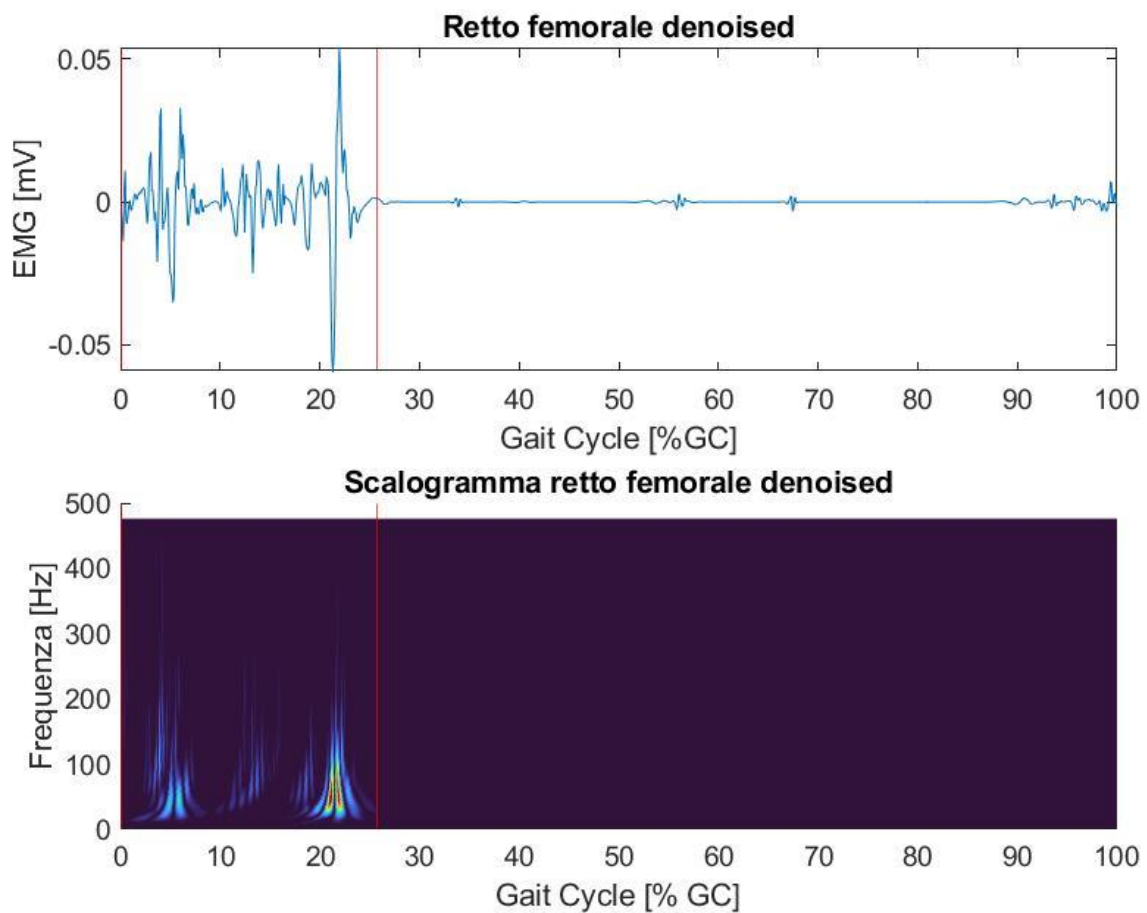 Retto femorale denoised
0.05
0
-0.05
EMG [mV]
0 10 20 30 40 50 60 70 80 90 100
Gait Cycle [%GC]
Scalogramma retto femorale denoised
500
400
300
200
100
0
Frequenza [Hz]
0 10 20 30 40 50 60 70 80 90 100
Gait Cycle [% GC]